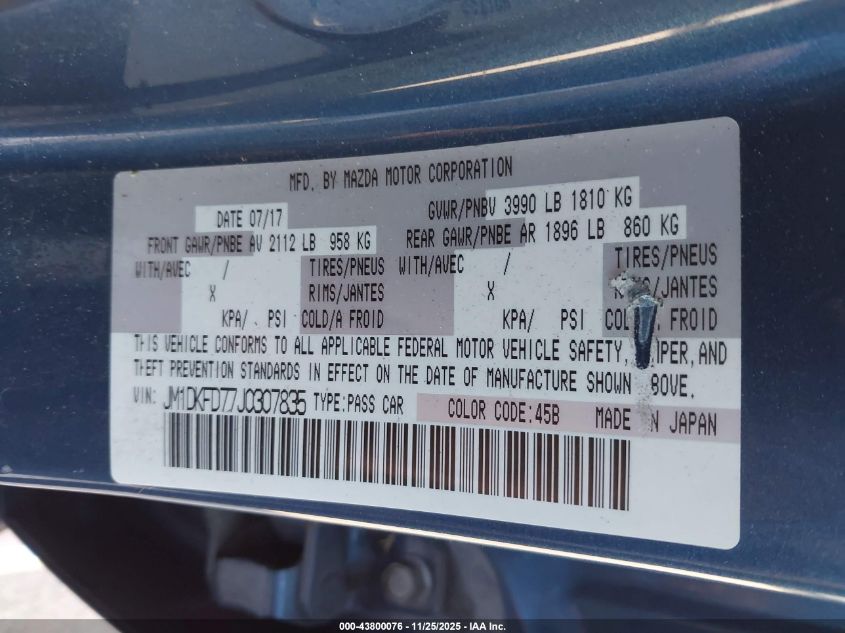 MFD. BY MAZDA MOTOR CORPORATION
DATE 07/17 GVWR/PNBV 3990 LB 1810 KG
FRONT GAWR/PNBE AV 2112 LB 958 KG REAR GAWR/PNBE AR 1896 LB 860 KG
WITH/AVEC / TIRES/PNEUS WITH/AVEC / TIRES/PNEUS
X RIMS/JANTES X /JANTES
KPA/ PSI COLD/A FROID KPA/ PSI FROID
THIS VEHICLE CONFORMS TO ALL APPLICABLE FEDERAL MOTOR VEHICLE SAFETY, AND
THEFT PREVENTION STANDARDS IN EFFECT ON THE DATE OF MANUFACTURE SHOWN BOVE.
VIN: JM1DKFD77J0307835 TYPE:PASS CAR COLOR CODE:45B MADE N JAPAN
000-43800076 - 11/25/2025 - IAA Inc.